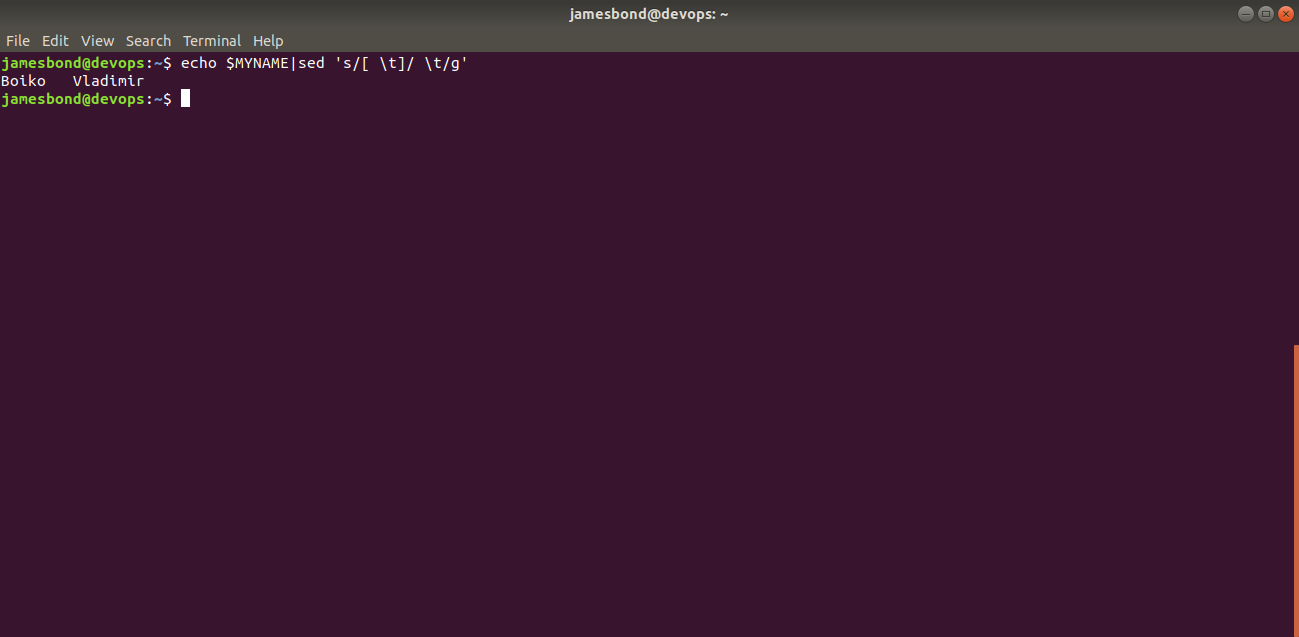 jamesbond@devops: ~
File Edit View Search Terminal Help
jamesbond@devops:~$ echo $MYNAME|sed 's/[ \t]/ \t/g'
Boiko   Vladimir
jamesbond@devops:~$